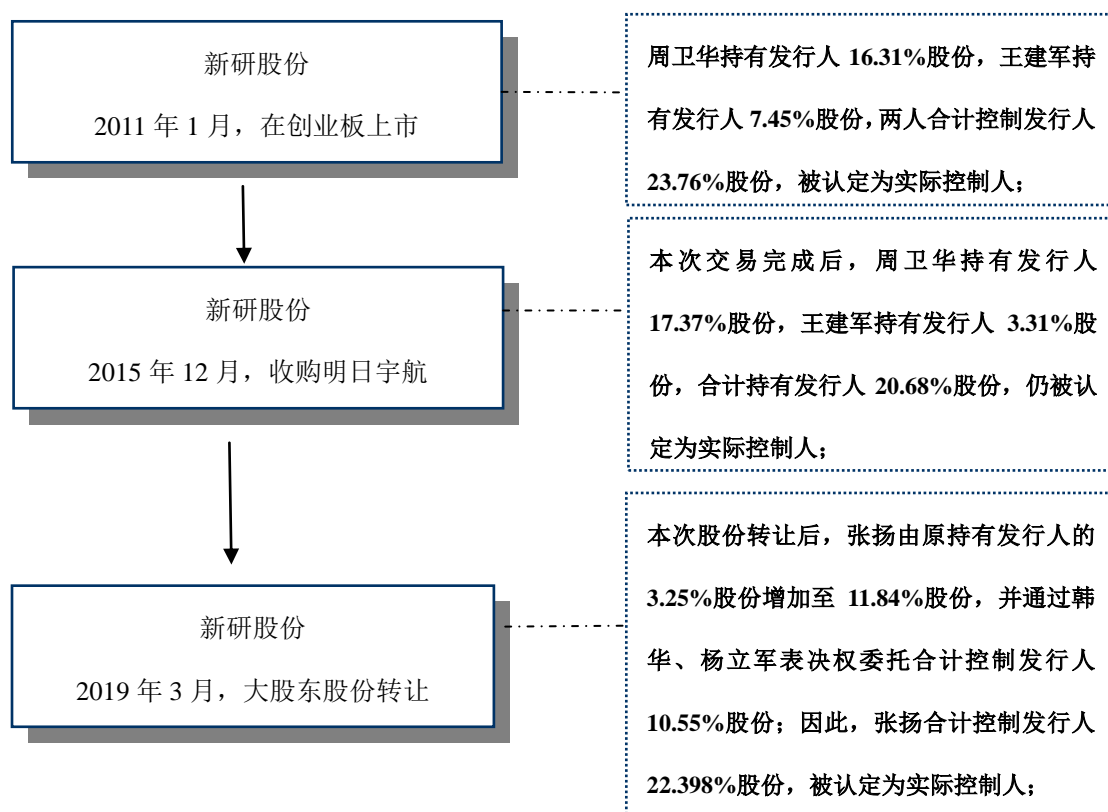 新研股份
2011 年 1 月，在创业板上市
周卫华持有发行人 16.31%股份，王建军持
有发行人 7.45%股份，两人合计控制发行人
23.76%股份，被认定为实际控制人；
新研股份
2015 年 12 月，收购明日宇航
本次交易完成后，周卫华持有发行人
17.37%股份，王建军持有发行人 3.31%股
份，合计持有发行人 20.68%股份，仍被认
定为实际控制人；
新研股份
2019 年 3 月，大股东股份转让
本次股份转让后，张扬由原持有发行人的
3.25%股份增加至 11.84%股份，并通过韩
华、杨立军表决权委托合计控制发行人
10.55%股份；因此，张扬合计控制发行人
22.398%股份，被认定为实际控制人；